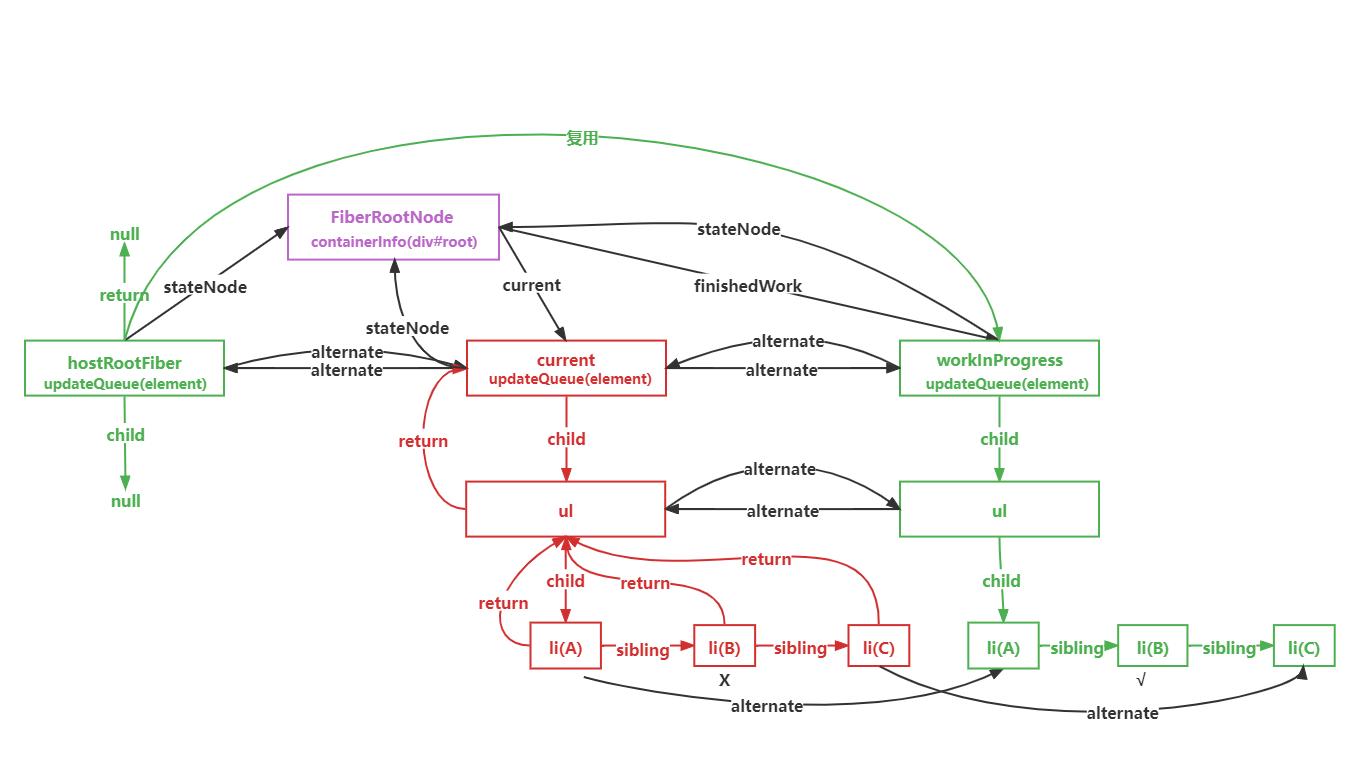 复用
FiberRootNode
containerInfo(div#root)
null
return
stateNode
stateNode
current
stateNode
finishedWork
hostRootFiber
updateQueue(element)
alternate
alternate
current
updateQueue(element)
alternate
alternate
workInProgress
updateQueue(element)
child
null
return
child
child
ul
alternate
alternate
ul
return
child
return
return
child
li(A)
sibling
li(B)
sibling
li(C)
li(A)
sibling
li(B)
sibling
li(C)
X
√
alternate
alternate